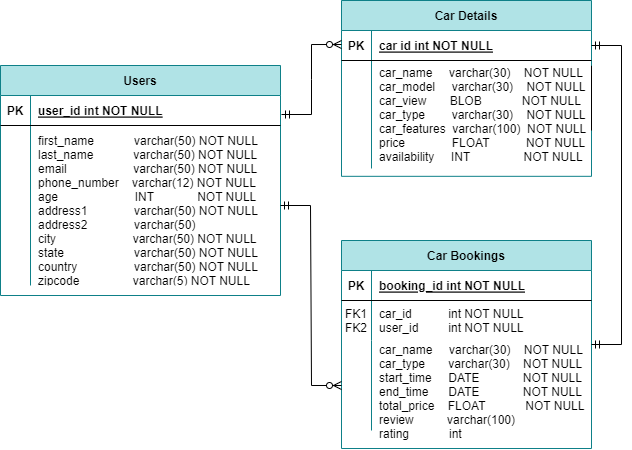 Car Details
PK car id int NOT NULL
car_name varchar(30) NOT NULL
car_model varchar(30) NOT NULL
car_view BLOB NOT NULL
car_type varchar(30) NOT NULL
car_features varchar(100) NOT NULL
price FLOAT NOT NULL
availability INT NOT NULL
Users
PK user_id int NOT NULL
first_name varchar(50) NOT NULL
last_name varchar(50) NOT NULL
email varchar(50) NOT NULL
phone_number varchar(12) NOT NULL
age INT NOT NULL
address1 varchar(50) NOT NULL
address2 varchar(50)
city varchar(50) NOT NULL
state varchar(50) NOT NULL
country varchar(50) NOT NULL
zipcode varchar(5) NOT NULL
Car Bookings
PK booking_id int NOT NULL
FK1 car_id int NOT NULL
FK2 user_id int NOT NULL
car_name varchar(30) NOT NULL
car_type varchar(30) NOT NULL
start_time DATE NOT NULL
end_time DATE NOT NULL
total_price FLOAT NOT NULL
review varchar(100)
rating int